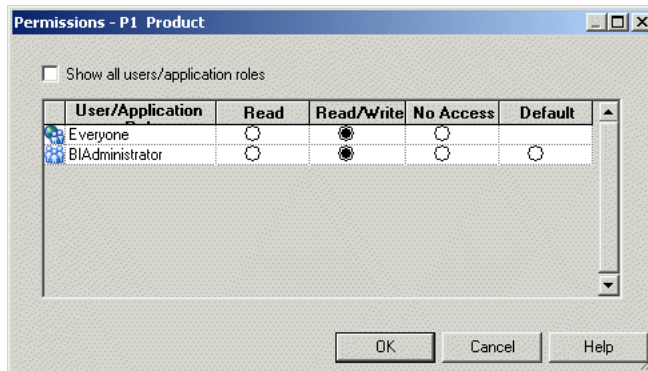 Permissions - P1 Product
Show all users/application roles
User/Application Read Read/Write No Access Default
Everyone
BIAdministrator
OK Cancel Help